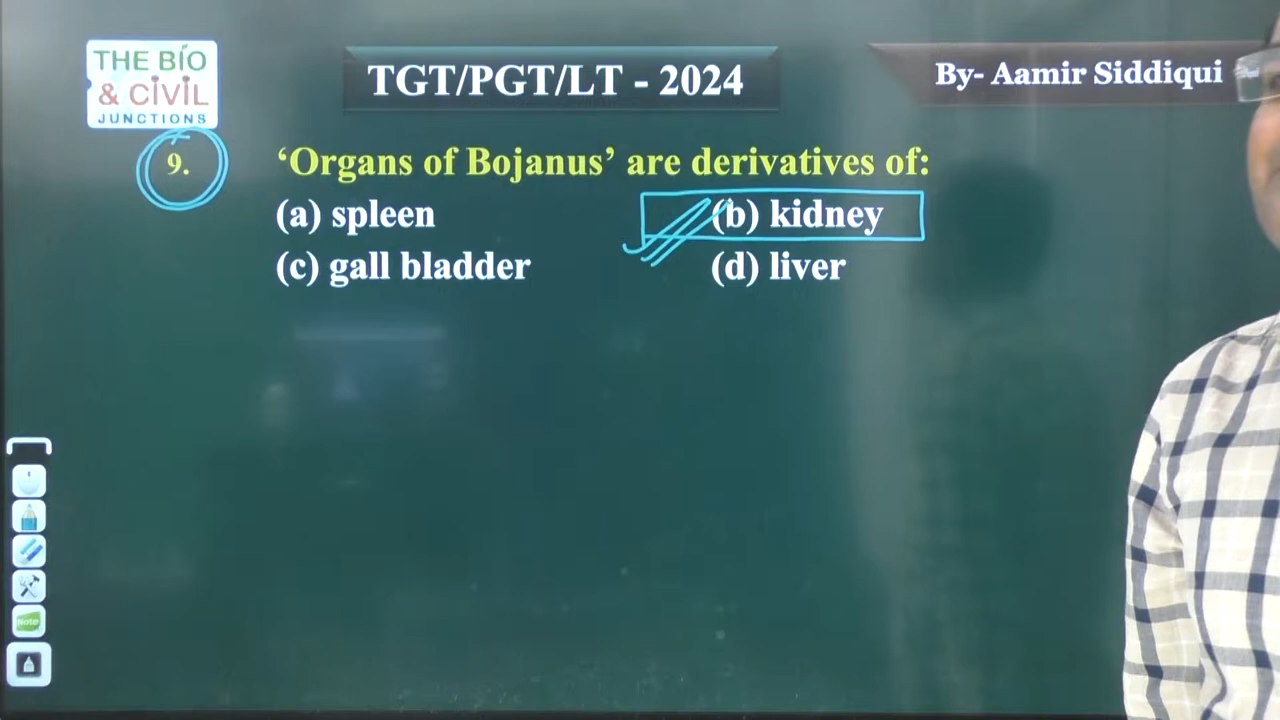 THE BIO
& CIVIL
JUNCTIONS
TGT/PGT/LT - 2024
By- Aamir Siddiqui
9. ‘Organs of Bojanus’ are derivatives of:
(a) spleen (b) kidney
(c) gall bladder (d) liver
Note